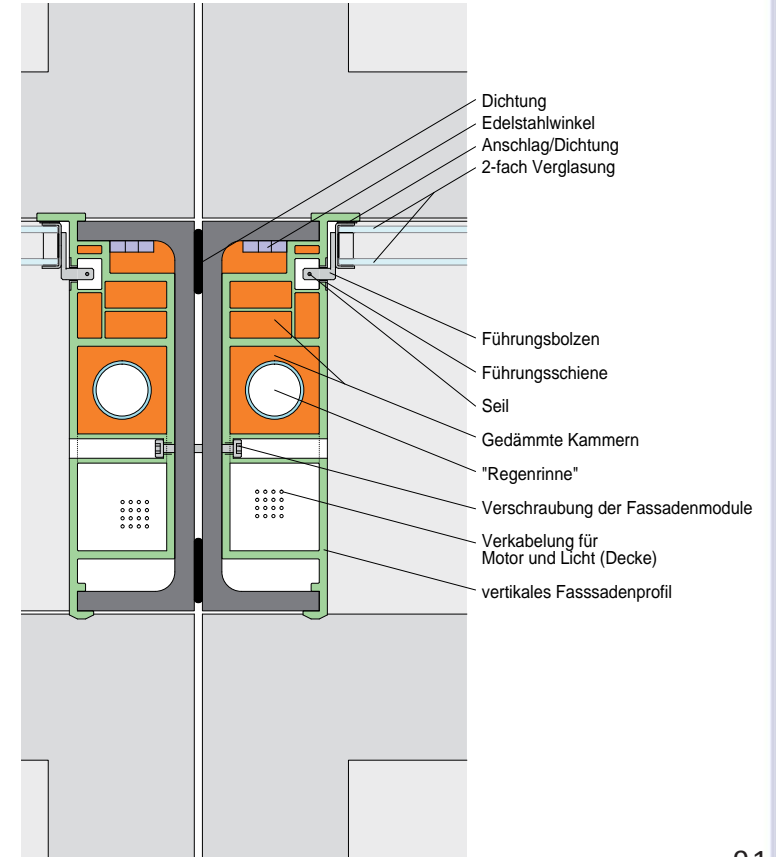 Dichtung
Edelstahlwinkel
Anschlag/Dichtung
2-fach Verglasung
Führungsbolzen
Führungsschiene
Seil
Gedämmte Kammern
"Regenrinne"
Verschraubung der Fassadenmodule
Verkabelung für
Motor und Licht (Decke)
vertikales Fasssadenprofil